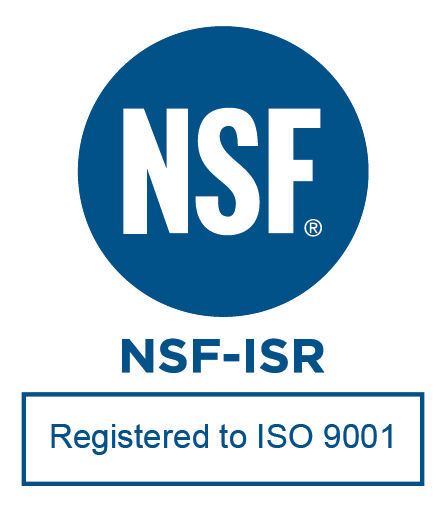 NSF®
NSF-ISR
Registered to ISO 9001